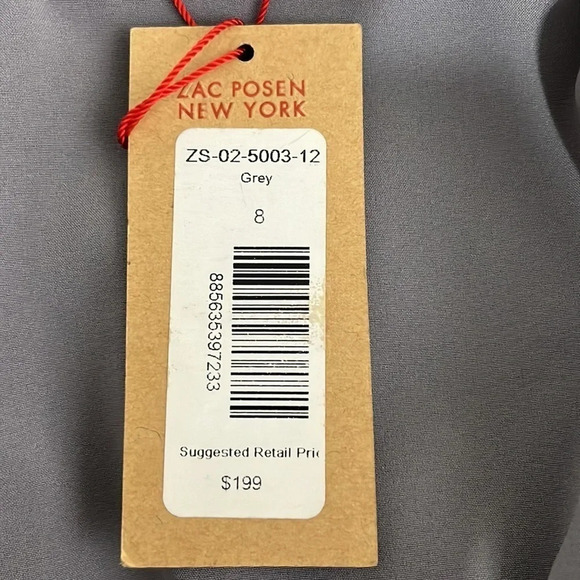 ZAC POSEN
NEW YORK
ZS-02-5003-12
Grey
8
885635397233
Suggested Retail Pric
$199